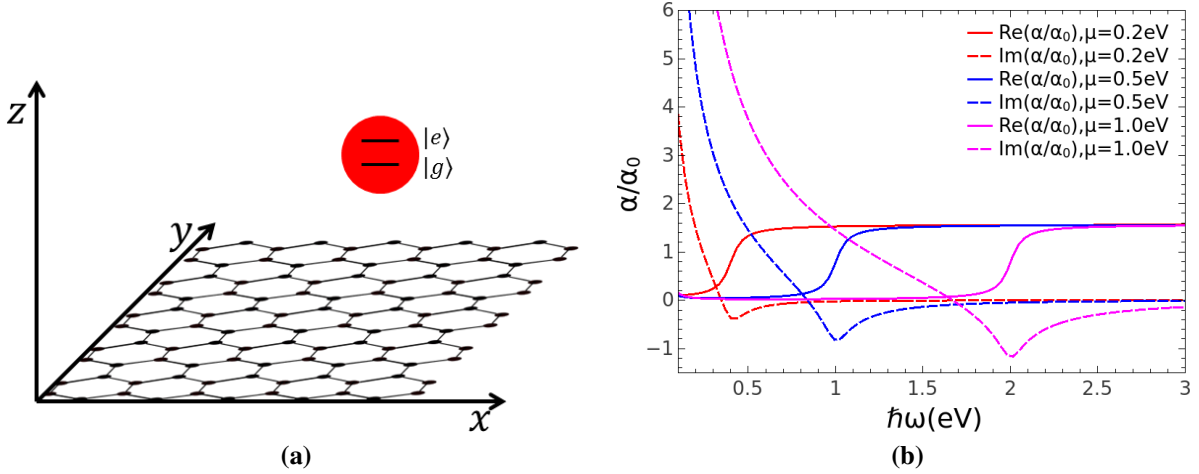 z
y
x
|e⟩
|g⟩
(a)
α/α₀
6
5
4
3
2
1
0
−1
Re(α/α₀),μ=0.2eV
Im(α/α₀),μ=0.2eV
Re(α/α₀),μ=0.5eV
Im(α/α₀),μ=0.5eV
Re(α/α₀),μ=1.0eV
Im(α/α₀),μ=1.0eV
0.5 1 1.5 2 2.5 3
ħω(eV)
(b)